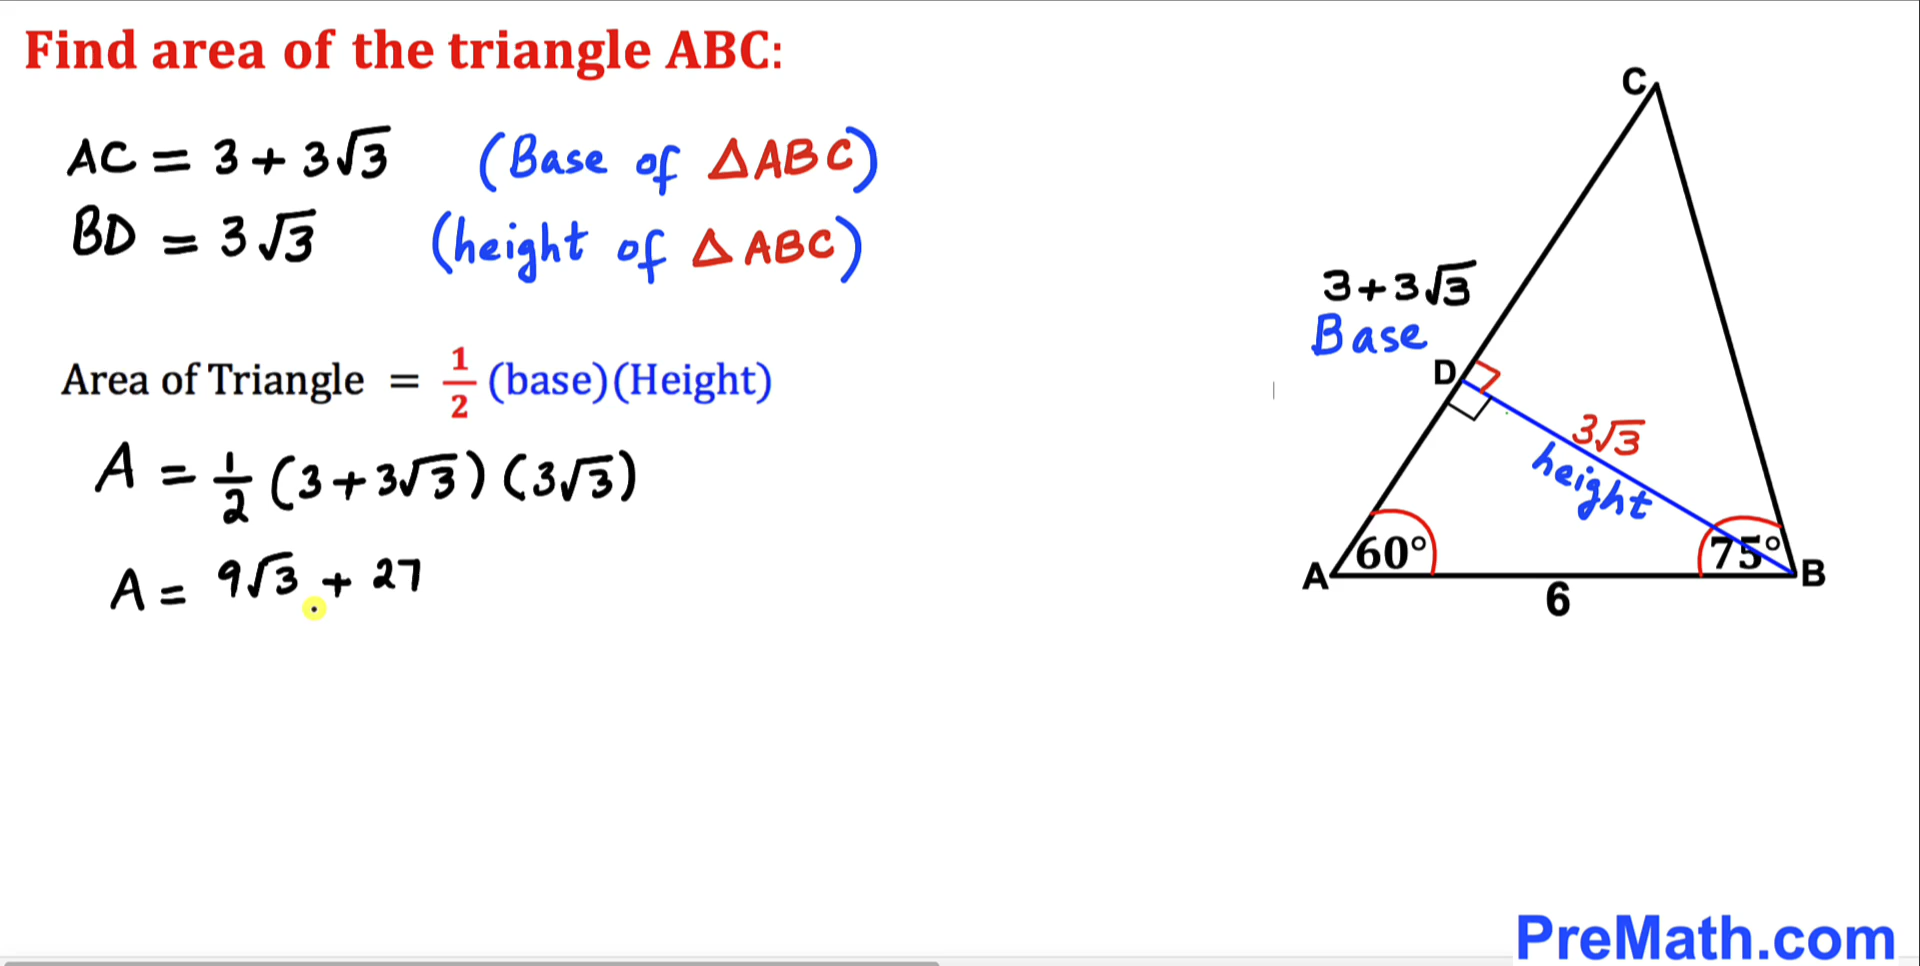 Find area of the triangle ABC:
AC = 3 + 3√3 (Base of ΔABC)
BD = 3√3 (height of ΔABC)
Area of Triangle = 1/2 (base)(Height)
A = 1/2 (3+3√3)(3√3)
A = 9√3 + 27
C
3+3√3
Base
D
3√3
height
60°
75°
A
B
6
PreMath.com